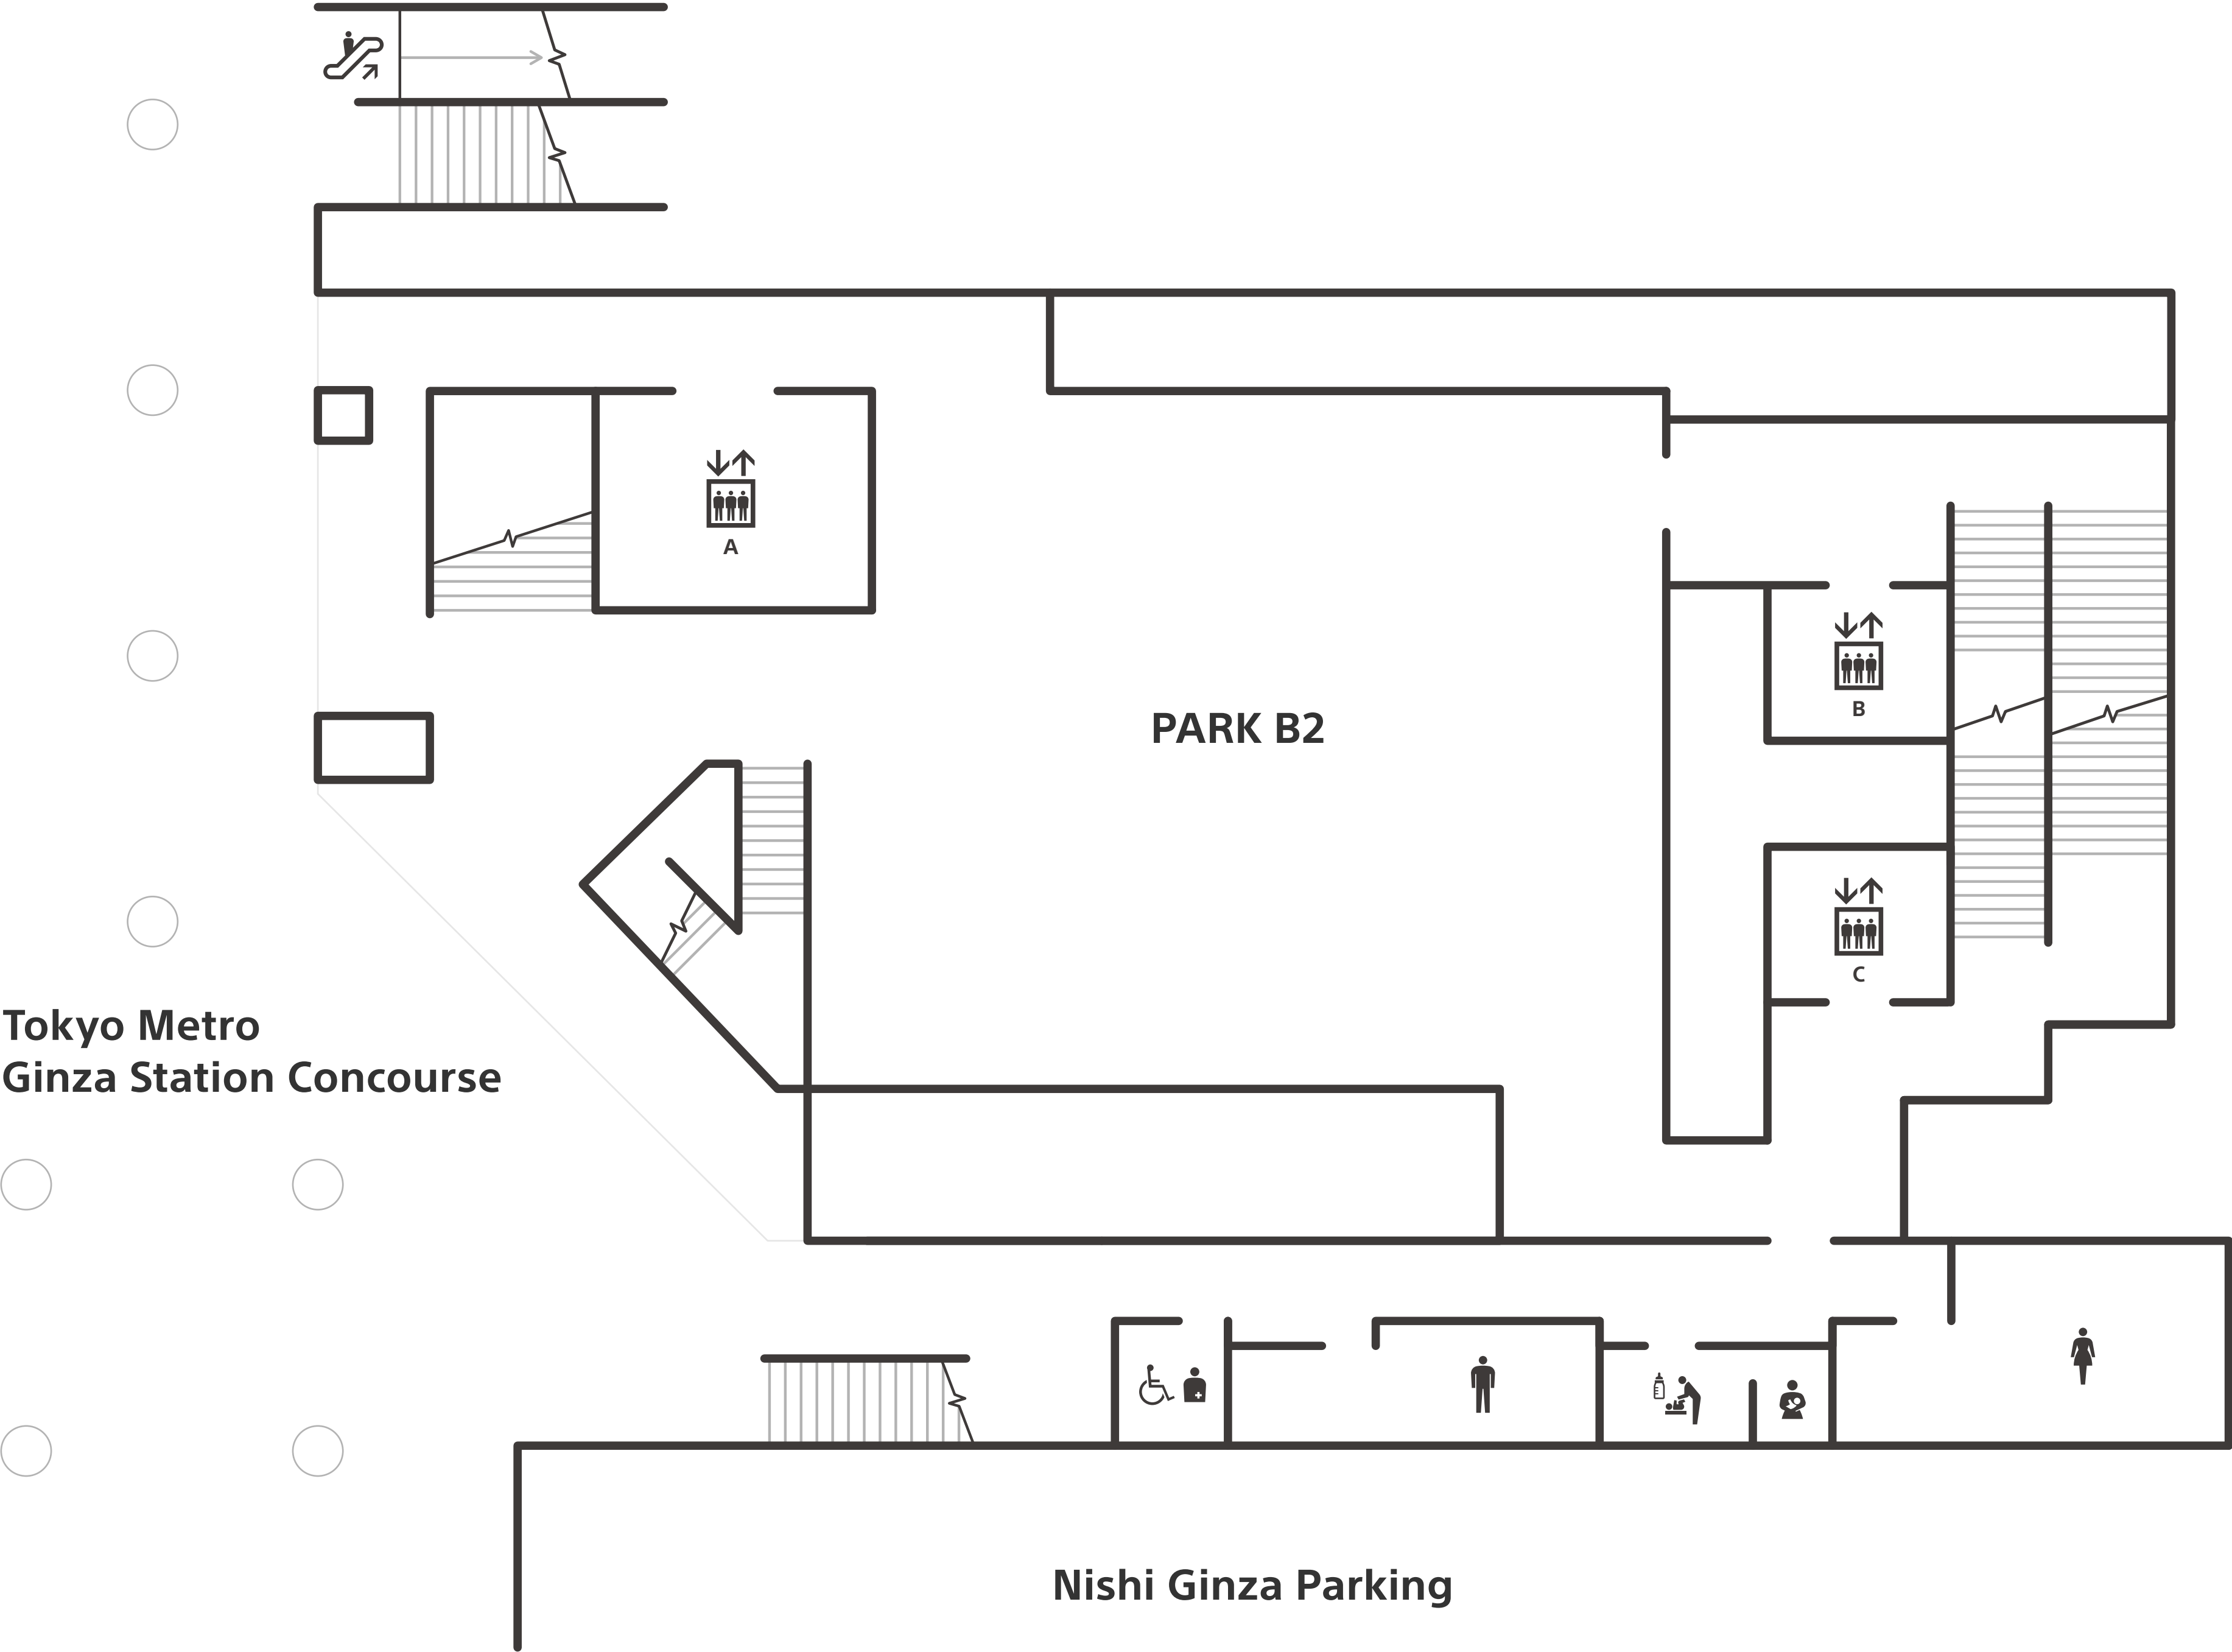 A
B
PARK B2
C
Tokyo Metro
Ginza Station Concourse
Nishi Ginza Parking